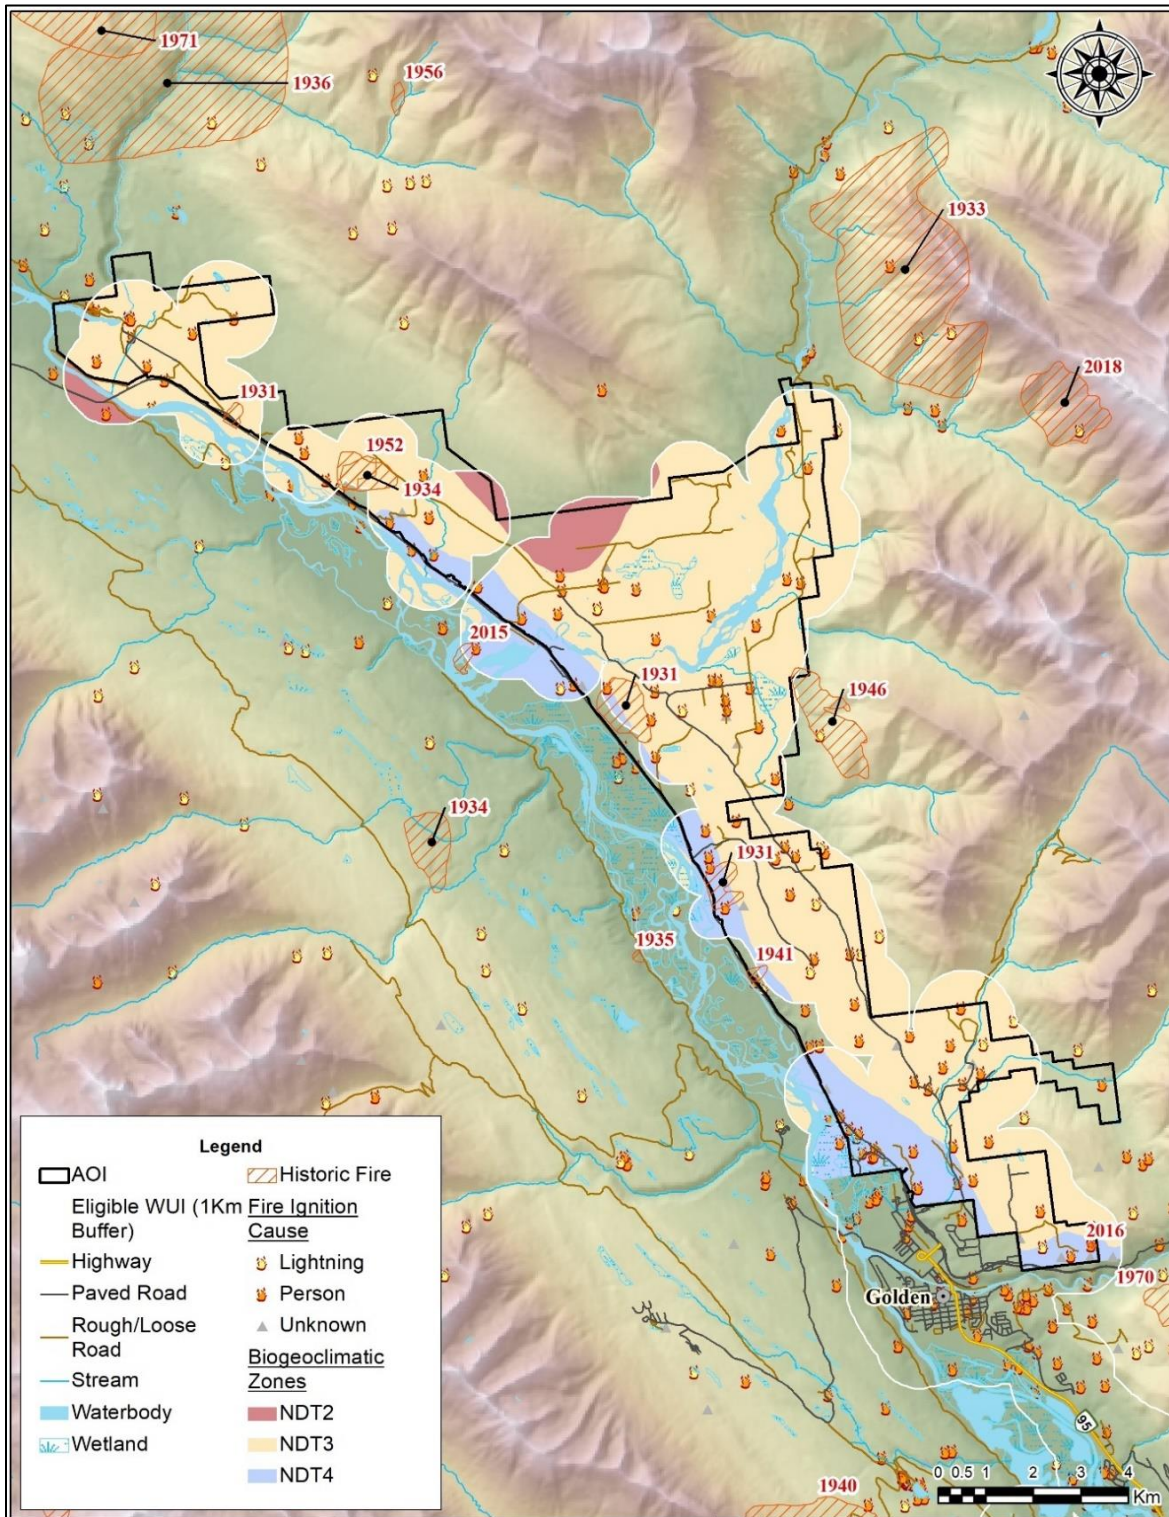 1971
1936
1956
1933
2018
1931
1952
1934
2015
1931
1946
1934
1931
1935
1941
2016
1970
Golden
95
1940
Legend
AOI
Historic Fire
Eligible WUI (1Km
Buffer)
Fire Ignition
Cause
Highway
Lightning
Paved Road
Person
Rough/Loose
Road
Unknown
Stream
Biogeoclimatic
Zones
Waterbody
NDT2
Wetland
NDT3
NDT4
0 0.5 1 2 3 4
Km